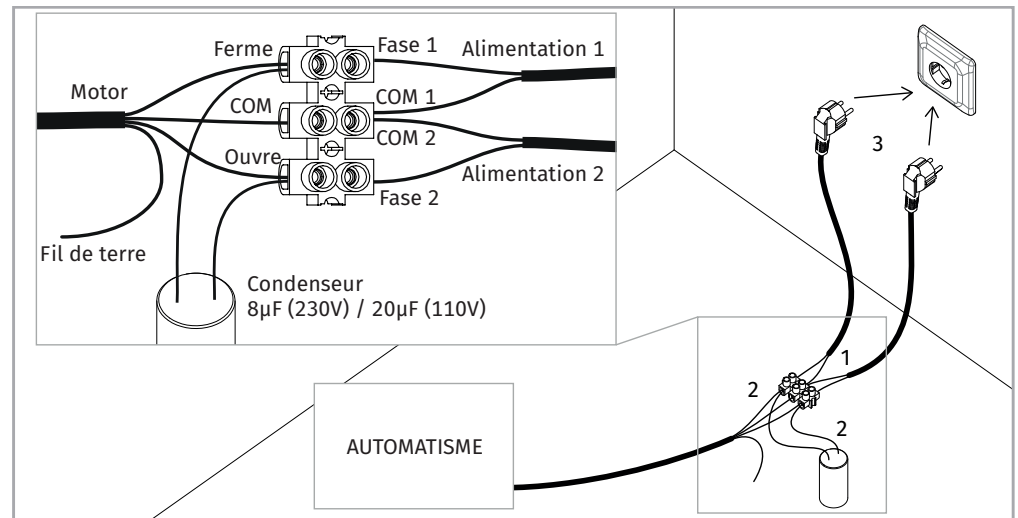 Ferme
Fase 1
Alimentation 1
Motor
COM
COM 1
COM 2
Ouvre
Alimentation 2
Fase 2
Fil de terre
Condenseur
8µF (230V) / 20µF (110V)
3
1
2
2
AUTOMATISME